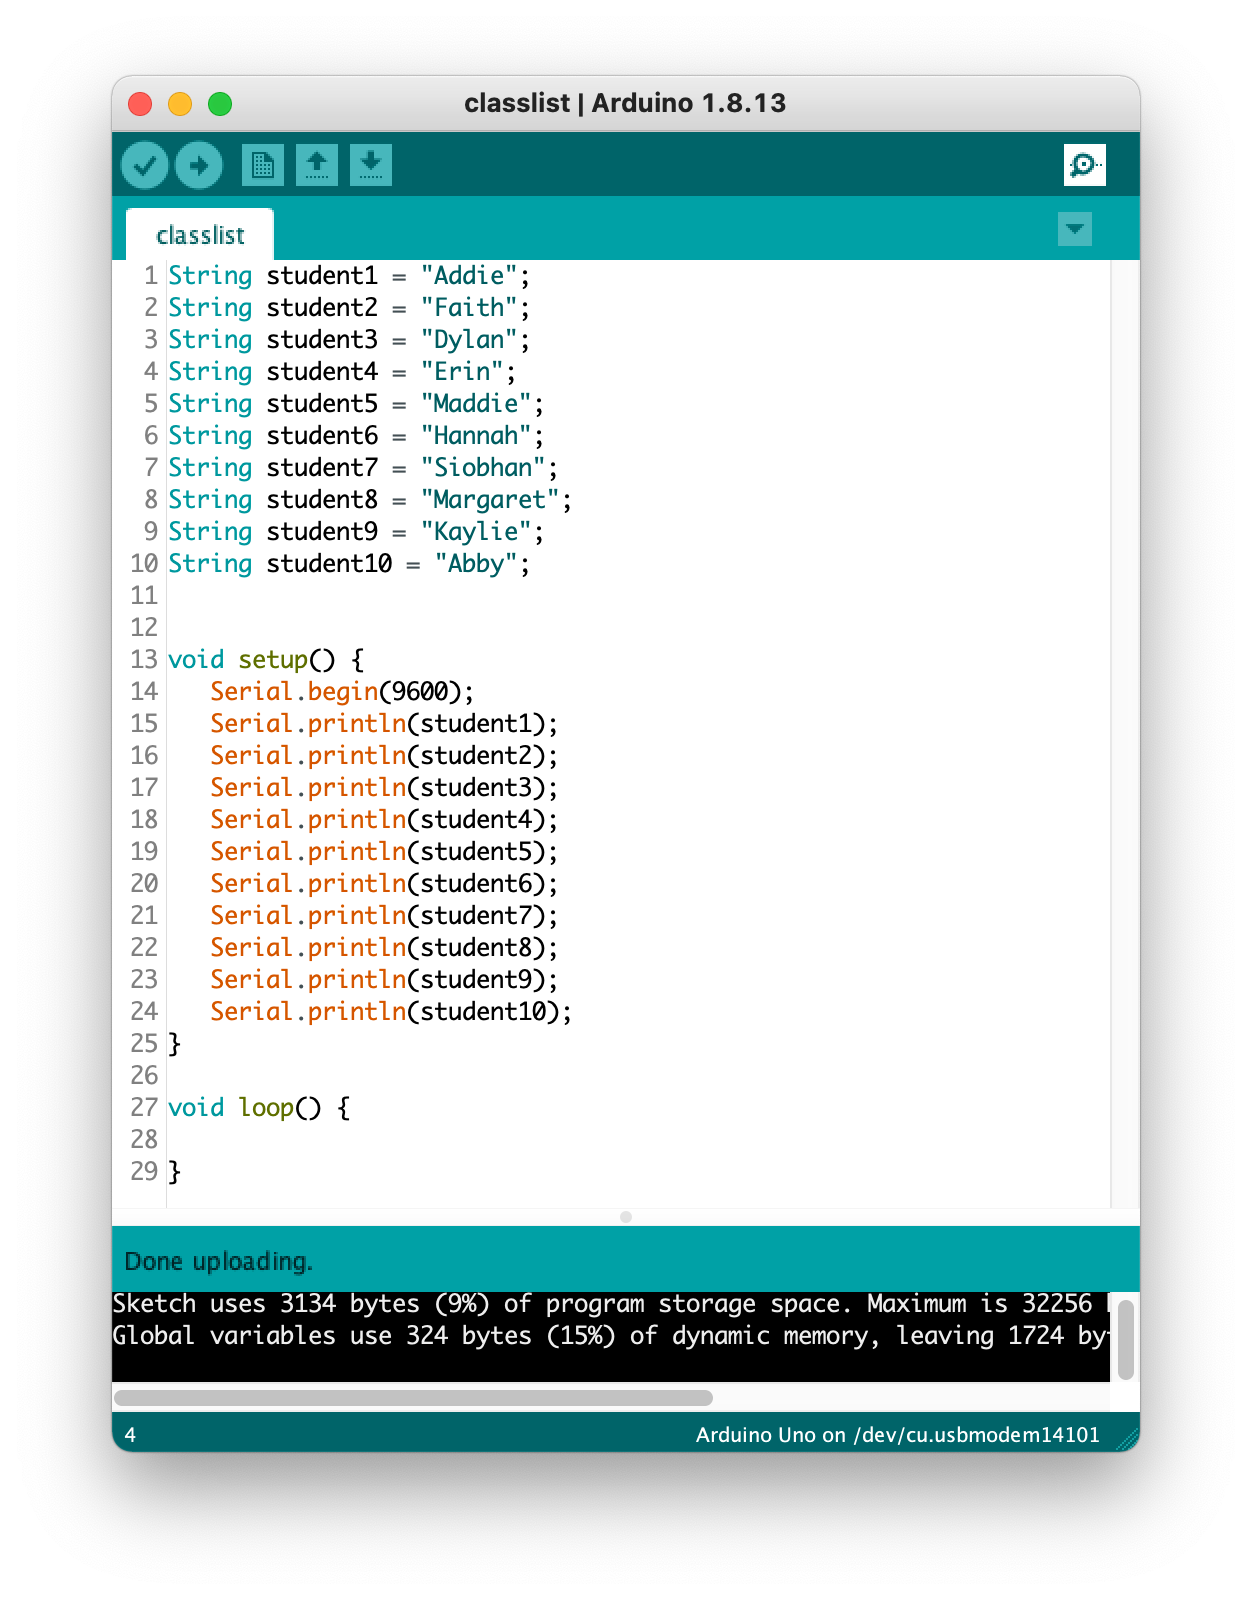 classlist | Arduino 1.8.13
classlist
1 String student1 = "Addie";
2 String student2 = "Faith";
3 String student3 = "Dylan";
4 String student4 = "Erin";
5 String student5 = "Maddie";
6 String student6 = "Hannah";
7 String student7 = "Siobhan";
8 String student8 = "Margaret";
9 String student9 = "Kaylie";
10 String student10 = "Abby";
11
12
13 void setup() {
14    Serial.begin(9600);
15    Serial.println(student1);
16    Serial.println(student2);
17    Serial.println(student3);
18    Serial.println(student4);
19    Serial.println(student5);
20    Serial.println(student6);
21    Serial.println(student7);
22    Serial.println(student8);
23    Serial.println(student9);
24    Serial.println(student10);
25 }
26
27 void loop() {
28
29 }
Done uploading.
Sketch uses 3134 bytes (9%) of program storage space. Maximum is 32256
Global variables use 324 bytes (15%) of dynamic memory, leaving 1724
4 Arduino Uno on /dev/cu.usbmodem14101